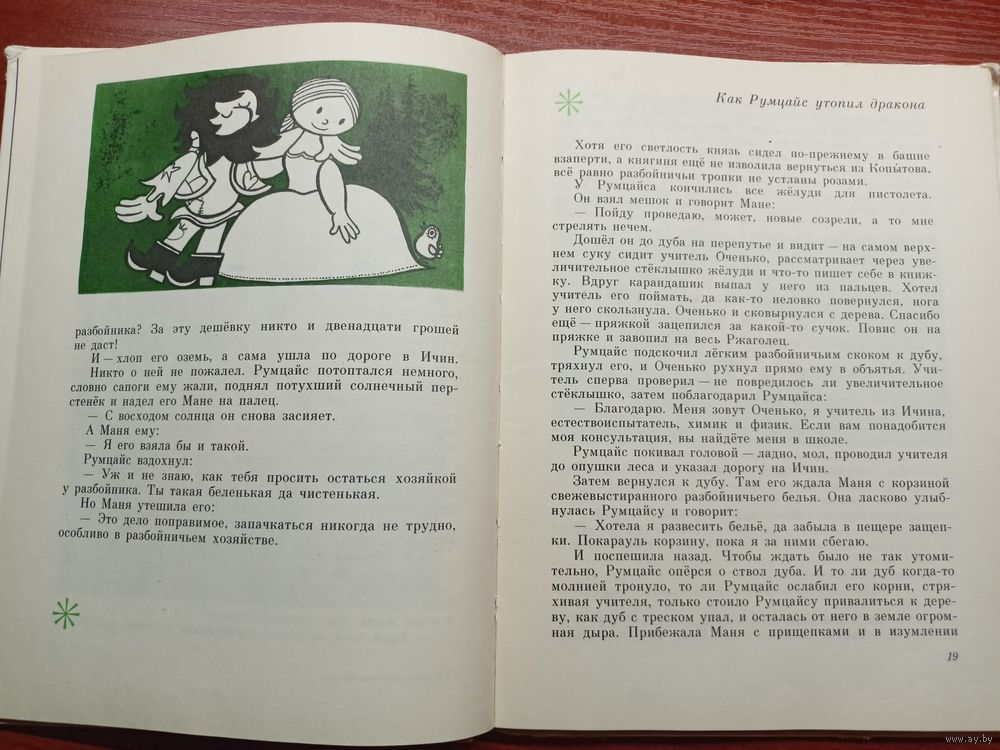 разбойника? За эту дешёвку никто и двенадцати грошей
не даст!
И — хлоп его оземь, а сама ушла по дороге в Ичин.
Никто о ней не пожалел. Румцайс потоптался немного,
словно сапоги ему жали, поднял потухший солнечный пер-
стенёк и надел его Мане на палец.
— С восходом солнца он снова засияет.
А Маня ему:
— Я его взяла бы и такой.
Румцайс вздохнул:
— Уж и не знаю, как тебя просить остаться хозяйкой
у разбойника. Ты такая беленькая да чистенькая.
Но Маня утешила его:
— Это дело поправимое, запачкаться никогда не трудно,
особливо в разбойничьем хозяйстве.
Как Румцайс утопил дракона
Хотя его светлость князь сидел по-прежнему в башне
взаперти, а княгиня ещё не изволила вернуться из Копытова,
всё равно разбойничьи тропки не устланы розами.
У Румцайса кончились все жёлуди для пистолета.
Он взял мешок и говорит Мане:
— Пойду проведаю, может, новые созрели, а то мне
стрелять нечем.
Дошёл он до дуба на перепутье и видит — на самом верх-
нем суку сидит учитель Оченько, рассматривает через уве-
личительное стёклышко жёлуди и что-то пишет себе в книж-
ку. Вдруг карандашик выпал у него из пальцев. Хотел
учитель его поймать, да как-то неловко повернулся, нога
у него скользнула. Оченько и сковырнулся с дерева. Спасибо
ещё — пряжкой зацепился за какой-то сучок. Повис он на
пряжке и завопил на весь Ржаголец.
Румцайс подскочил лёгким разбойничьим скоком к дубу,
тряхнул его, и Оченько рухнул прямо ему в объятья. Учи-
тель сперва проверил — не повредилось ли увеличительное
стёклышко, затем поблагодарил Румцайса:
— Благодарю. Меня зовут Оченько, я учитель из Ичина,
естествоиспытатель, химик и физик. Если вам понадобится
моя консультация, вы найдёте меня в школе.
Румцайс покивал головой — ладно, мол, проводил учителя
до опушки леса и указал дорогу на Ичин.
Затем вернулся к дубу. Там его ждала Маня с корзиной
свежевыстиранного разбойничьего белья. Она ласково улыб-
нулась Румцайсу и говорит:
— Хотела я развесить бельё, да забыла в пещере защеп-
ки. Покарауль корзину, пока я за ними сбегаю.
И поспешила назад. Чтобы ждать было не так утоми-
тельно, Румцайс опёрся о ствол дуба. И то ли дуб когда-то
молнией тронуло, то ли Румцайс ослабил его корни, стря-
хивая учителя, только стоило Румцайсу привалиться к дере-
ву, как дуб с треском упал, и осталась от него в земле огром-
ная дыра. Прибежала Маня с прищепками и в изумлении
19
www.ay.by